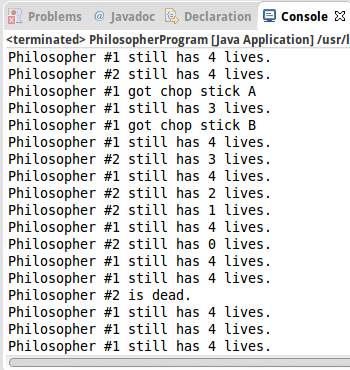 Problems @ Javadoc Declaration Console
<terminated> PhilosopherProgram [Java Application] /usr/l
Philosopher #1 still has 4 lives.
Philosopher #2 still has 4 lives.
Philosopher #1 got chop stick A
Philosopher #1 still has 3 lives.
Philosopher #1 got chop stick B
Philosopher #1 still has 4 lives.
Philosopher #2 still has 3 lives.
Philosopher #1 still has 4 lives.
Philosopher #2 still has 2 lives.
Philosopher #2 still has 1 lives.
Philosopher #1 still has 4 lives.
Philosopher #2 still has 0 lives.
Philosopher #1 still has 4 lives.
Philosopher #1 still has 4 lives.
Philosopher #2 is dead.
Philosopher #1 still has 4 lives.
Philosopher #1 still has 4 lives.
Philosopher #1 still has 4 lives.